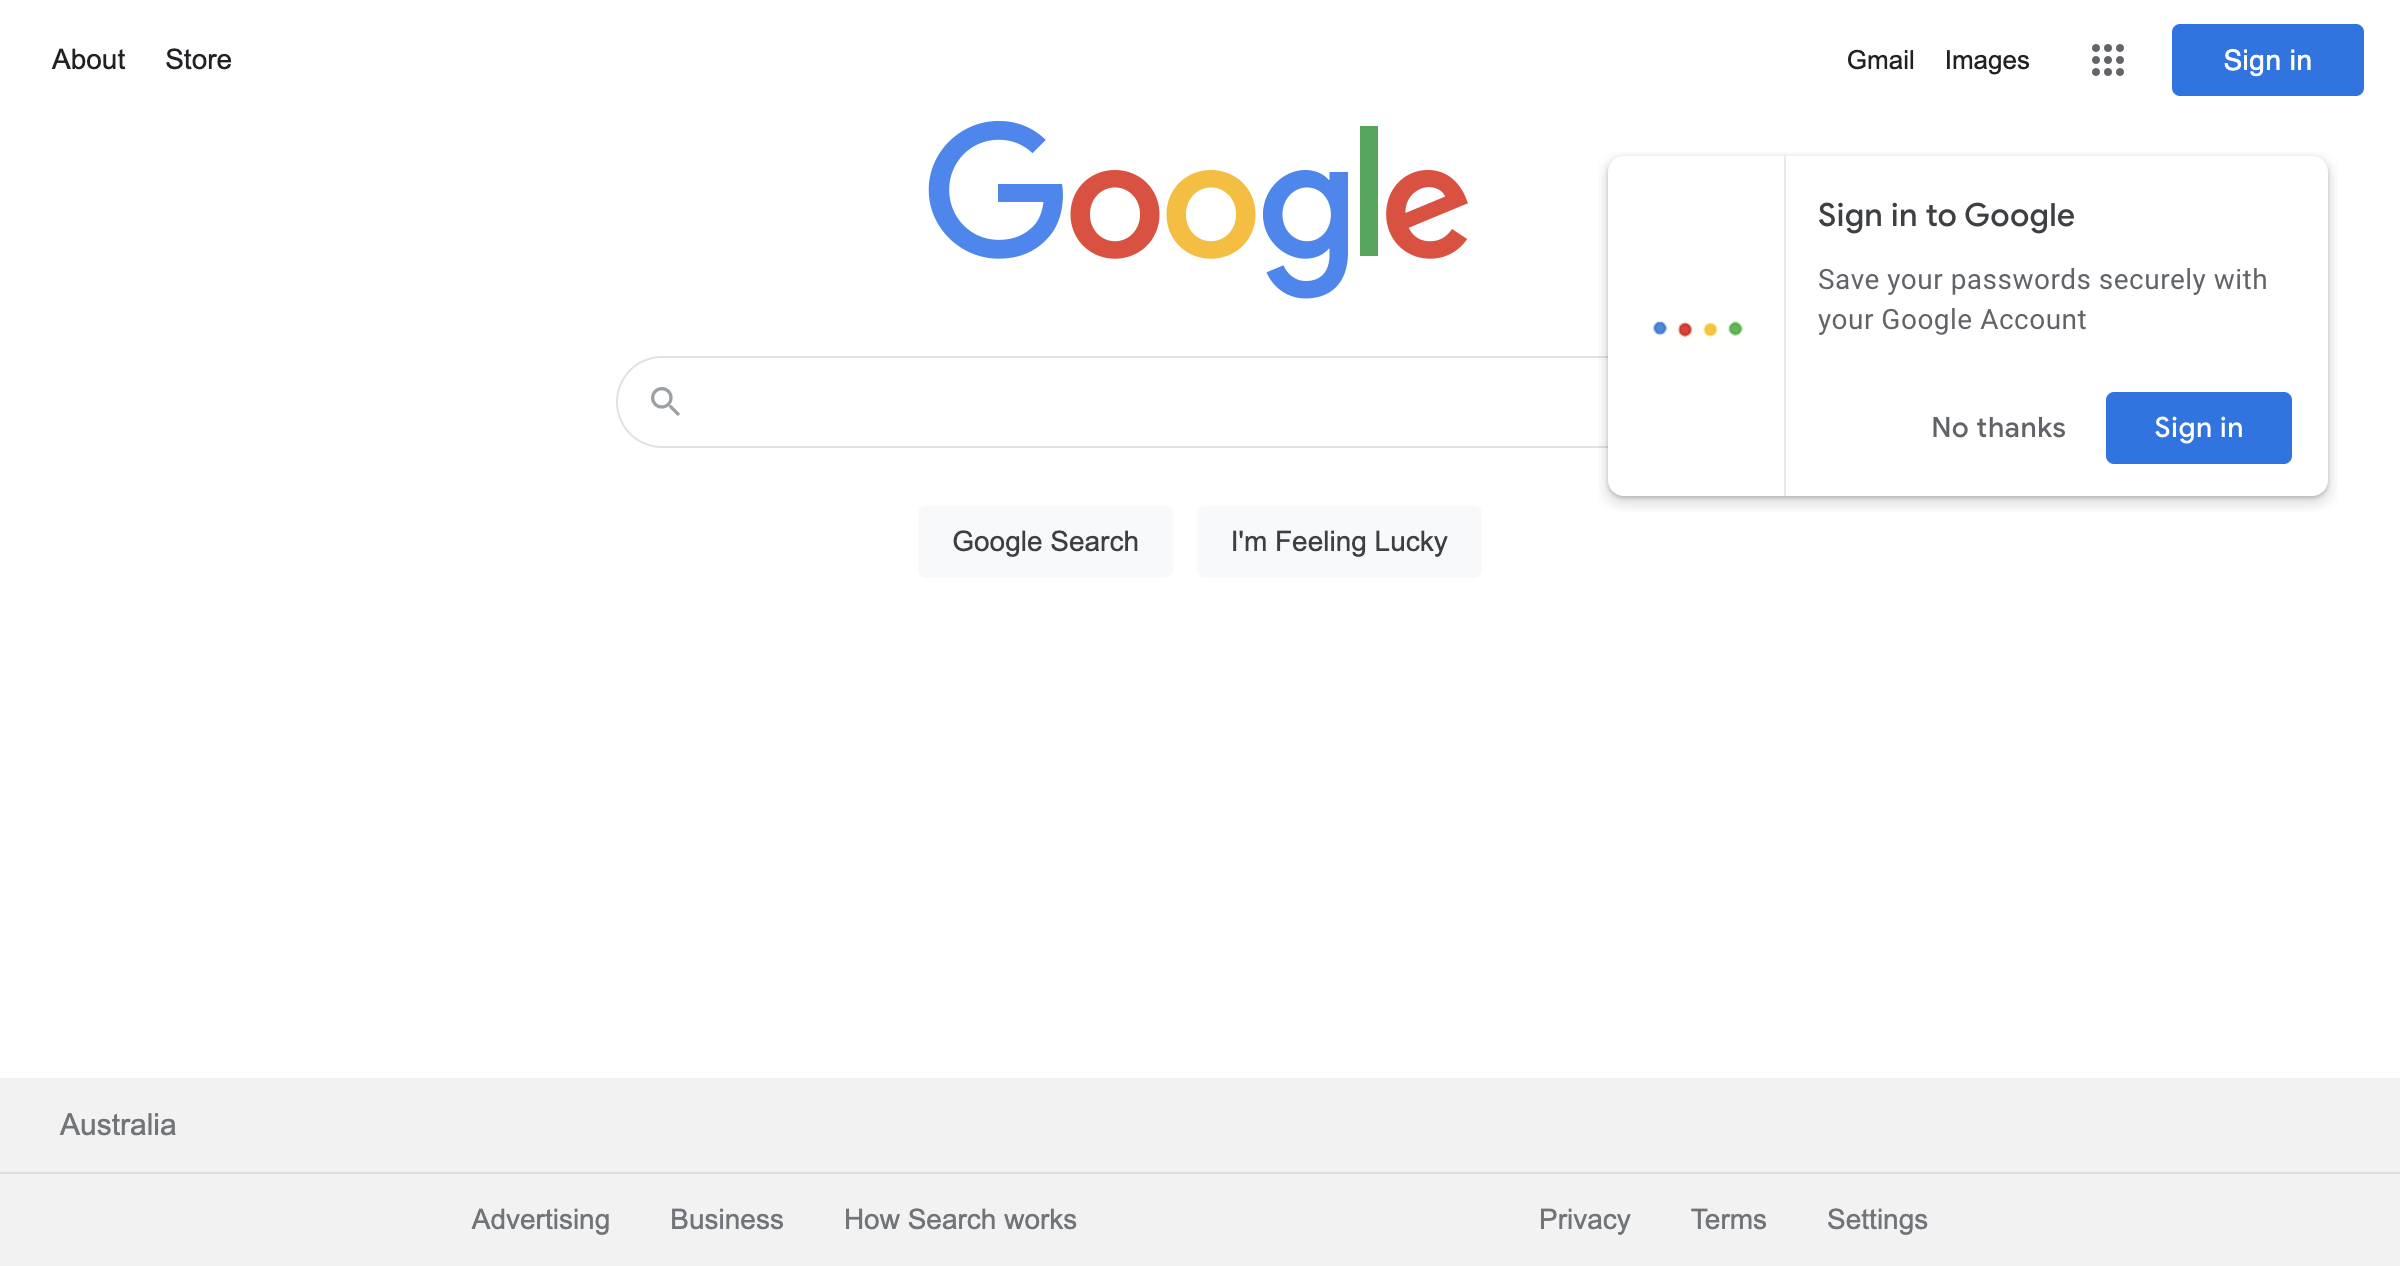 About Store
Gmail Images Sign in
Google
Sign in to Google
Save your passwords securely with
your Google Account
No thanks Sign in
Google Search I'm Feeling Lucky
Australia
Advertising Business How Search works
Privacy Terms Settings